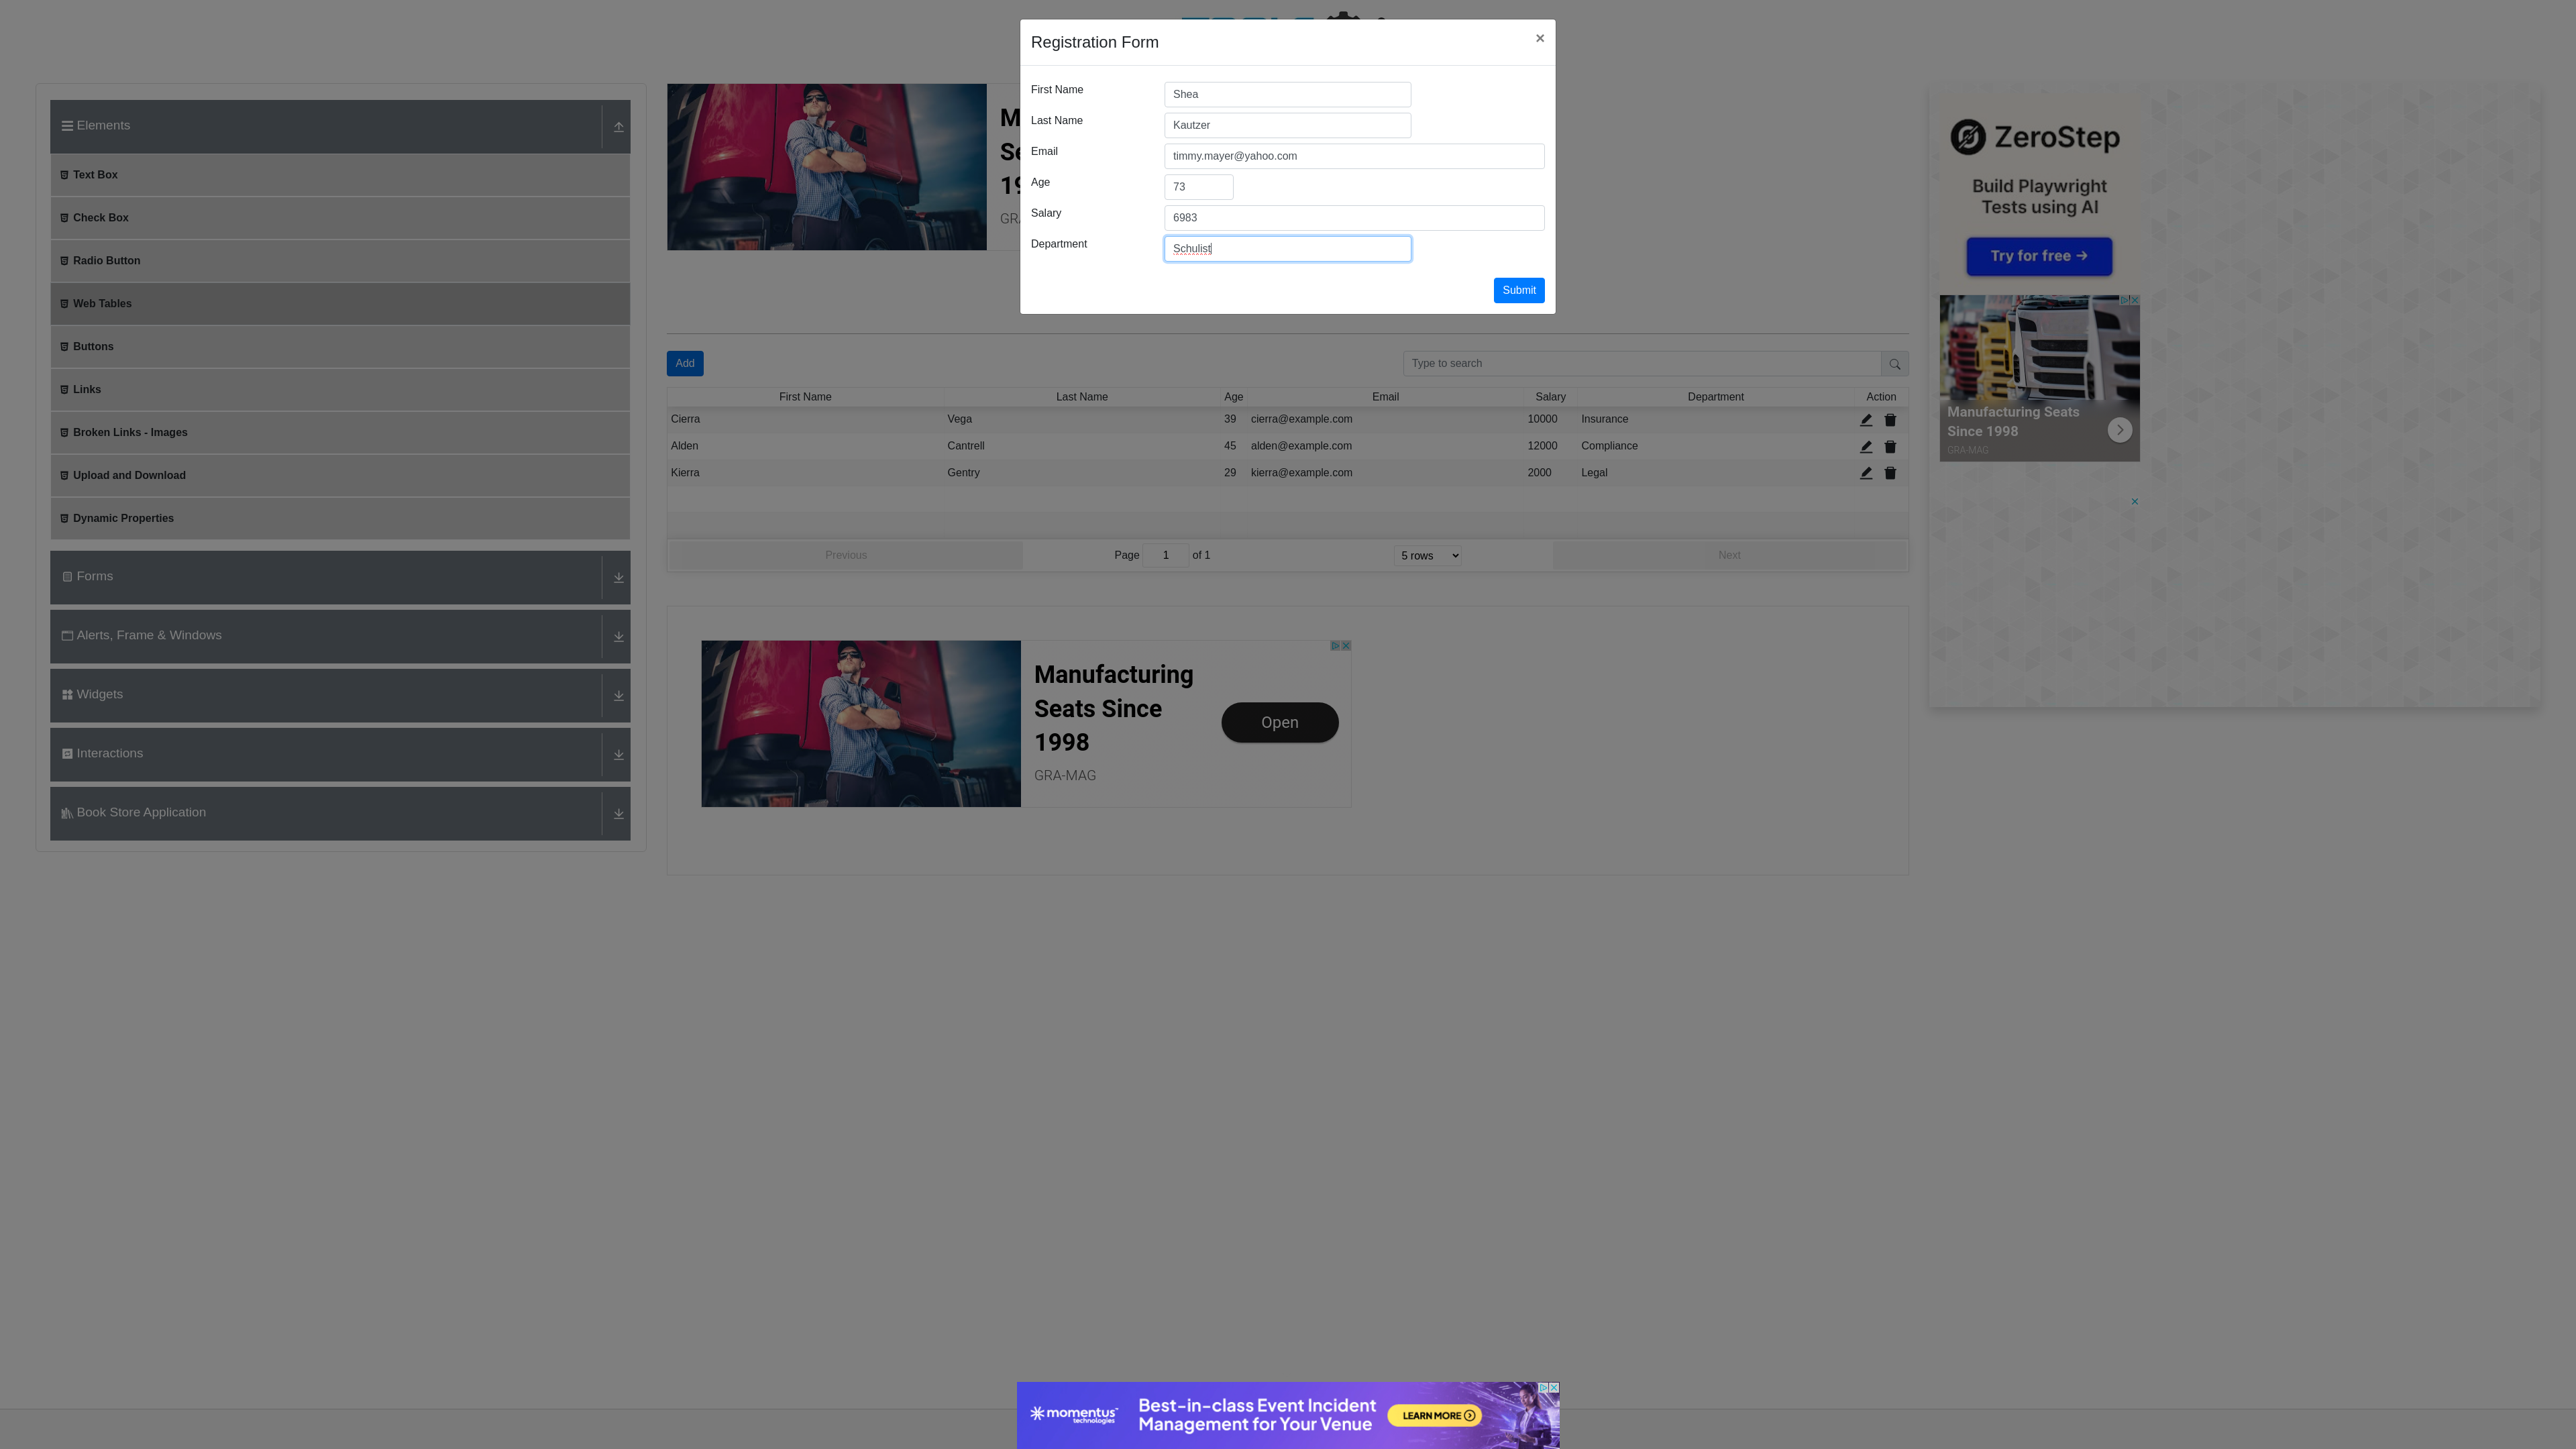 Registration Form ×
First Name Shea
Last Name Kautzer
Email timmy.mayer@yahoo.com
Age 73
Salary 6983
Department Schulist
Submit
Elements
Text Box
Check Box
Radio Button
Web Tables
Buttons
Links
Broken Links - Images
Upload and Download
Dynamic Properties
Forms
Alerts, Frame & Windows
Widgets
Interactions
Book Store Application
Add
Type to search
First Name Last Name Age Email Salary Department Action
Cierra Vega 39 cierra@example.com 10000 Insurance
Alden Cantrell 45 alden@example.com 12000 Compliance
Kierra Gentry 29 kierra@example.com 2000 Legal
Previous Page 1 of 1 5 rows Next
Manufacturing
Seats Since
1998
GRA-MAG
Open
ZeroStep
Build Playwright
Tests using AI
Try for free →
Manufacturing Seats
Since 1998
GRA-MAG
momentus™
technologies
Best-in-class Event Incident
Management for Your Venue
LEARN MORE